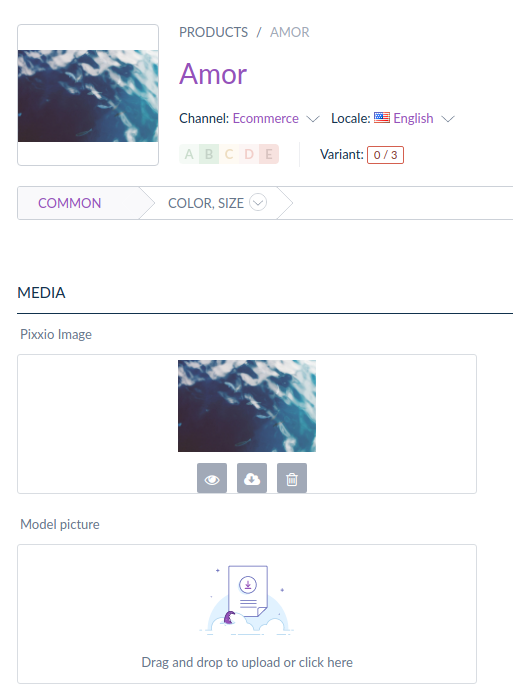 PRODUCTS / AMOR
Amor
Channel: Ecommerce Locale: English
A B C D E Variant: 0 / 3
COMMON COLOR, SIZE
MEDIA
Pixxio Image
Model picture
Drag and drop to upload or click here